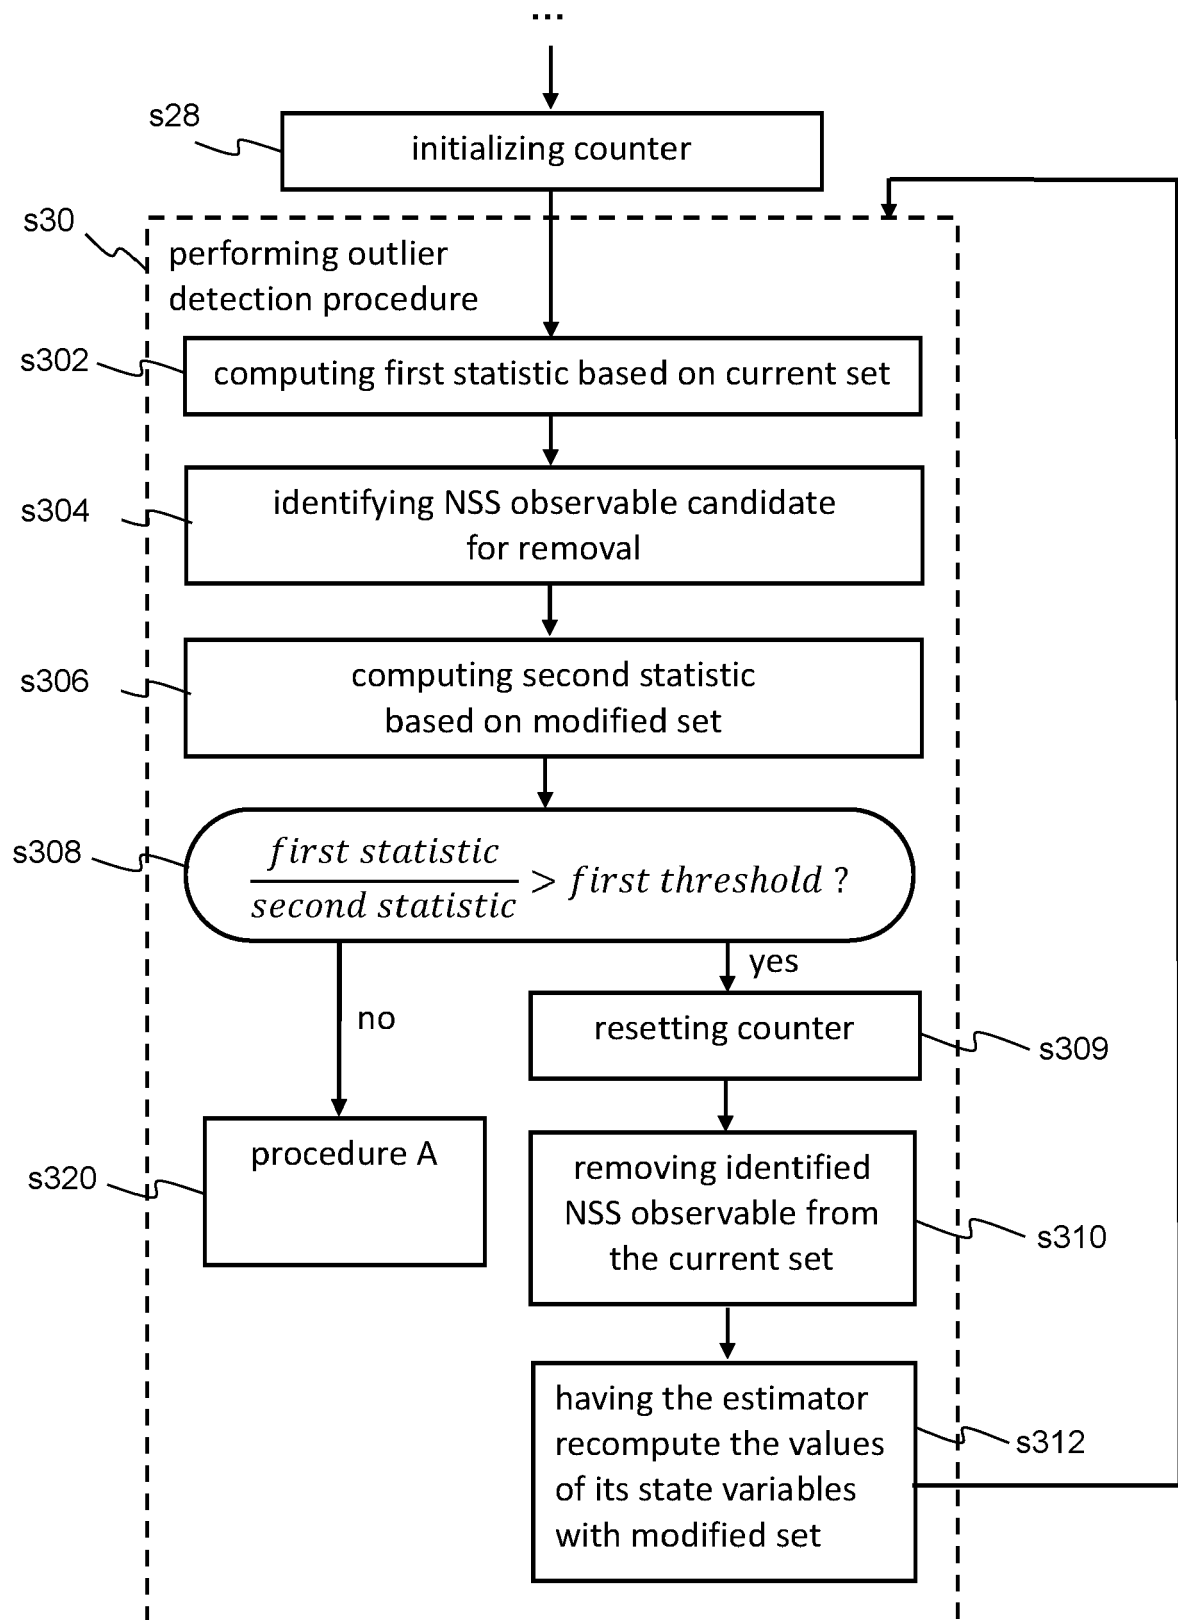 ...
s28
initializing counter
s30
performing outlier
detection procedure
s302
computing first statistic based on current set
s304
identifying NSS observable candidate
for removal
s306
computing second statistic
based on modified set
s308
first statistic
second statistic
> first threshold ?
yes
no
resetting counter
s309
procedure A
s320
removing identified
NSS observable from
the current set
s310
having the estimator
recompute the values
of its state variables
with modified set
s312